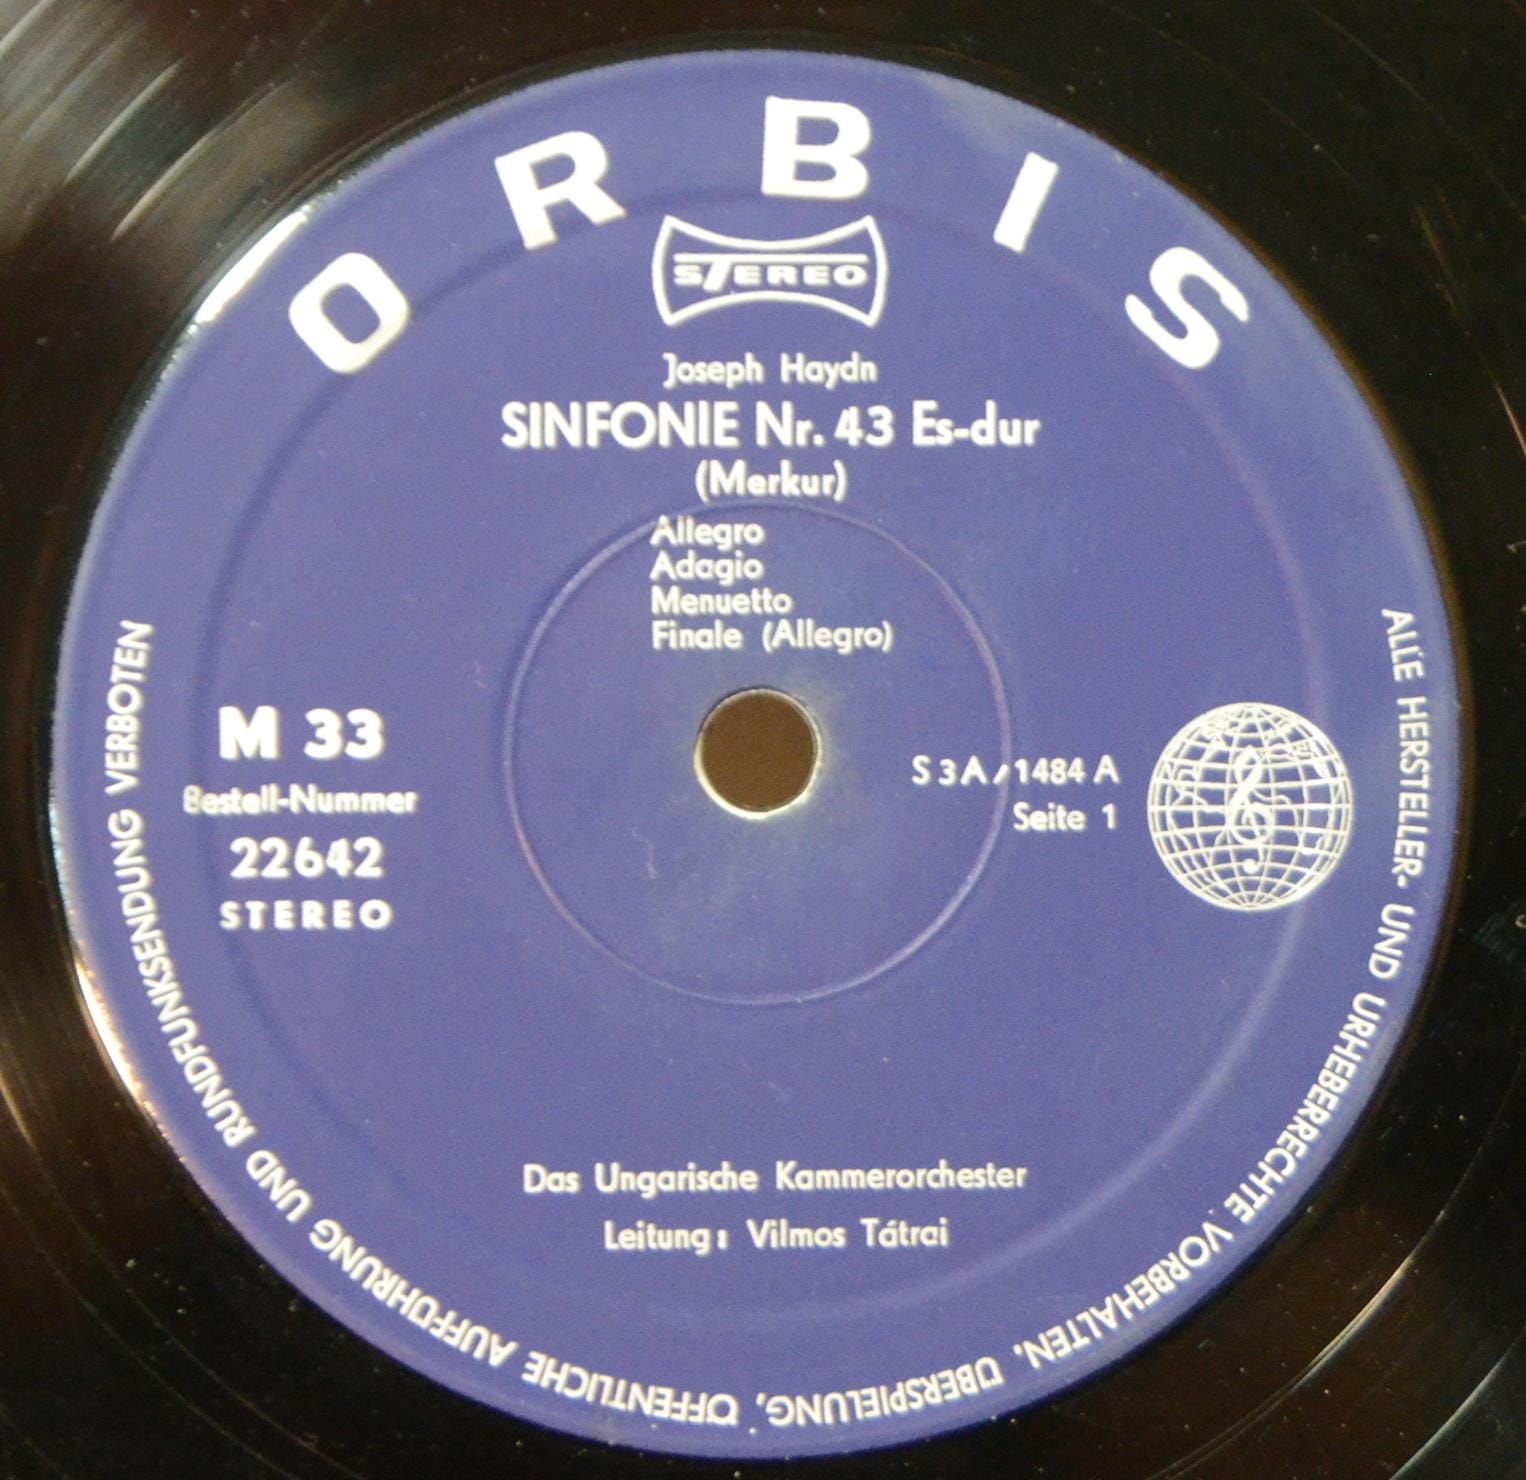 ORBIS
STEREO
Joseph Haydn
SINFONIE Nr. 43 Es-dur
(Merkur)
Allegro
Adagio
Menuetto
Finale (Allegro)
M 33
Bestell-Nummer
22642
STEREO
S 3 A / 1484 A
Seite 1
Das Ungarische Kammerorchester
Leitung: Vilmos Tátrai
ALLE HERSTELLER- UND URHEBERRECHTE VORBEHALTEN. ÜBERSPIELUNG, ÖFFENTLICHE AUFFÜHRUNG UND RUNDFUNKSENDUNG VERBOTEN